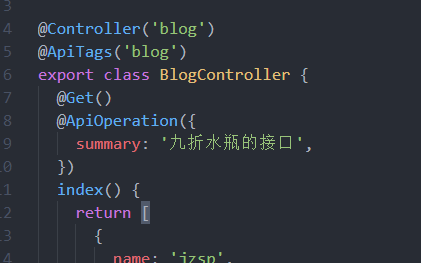 3
4 @Controller('blog')
5 @ApiTags('blog')
6 export class BlogController {
7 @Get()
8 @ApiOperation({
9 summary: '九折水瓶的接口',
10 })
11 index() {
12 return [
13 {
14 name: 'jzsp',